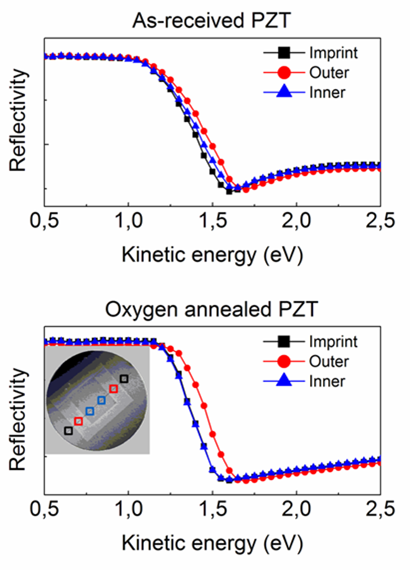 As-received PZT
Imprint
Outer
Inner
Reflectivity
0,5 1,0 1,5 2,0 2,5
Kinetic energy (eV)
Oxygen annealed PZT
Imprint
Outer
Inner
Reflectivity
0,5 1,0 1,5 2,0 2,5
Kinetic energy (eV)